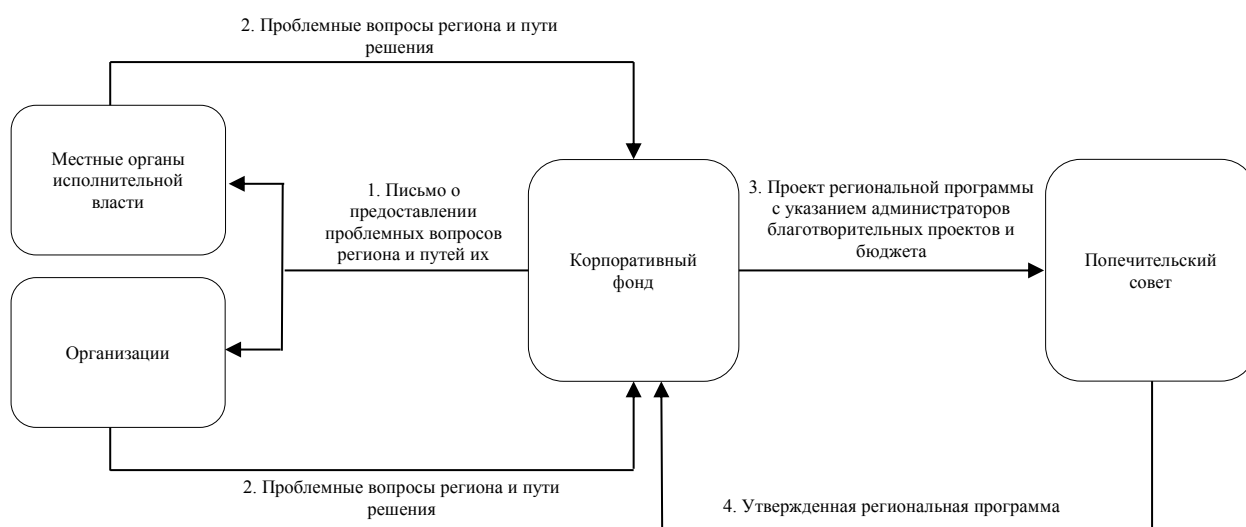 2. Проблемные вопросы региона и пути
решения
Местные органы
исполнительной
власти
1. Письмо о
предоставлении
проблемных вопросов
региона и путей их
Корпоративный
фонд
3. Проект региональной программы
с указанием администраторов
благотворительных проектов и
бюджета
Попечительский
совет
Организации
2. Проблемные вопросы региона и пути
решения
4. Утвержденная региональная программа